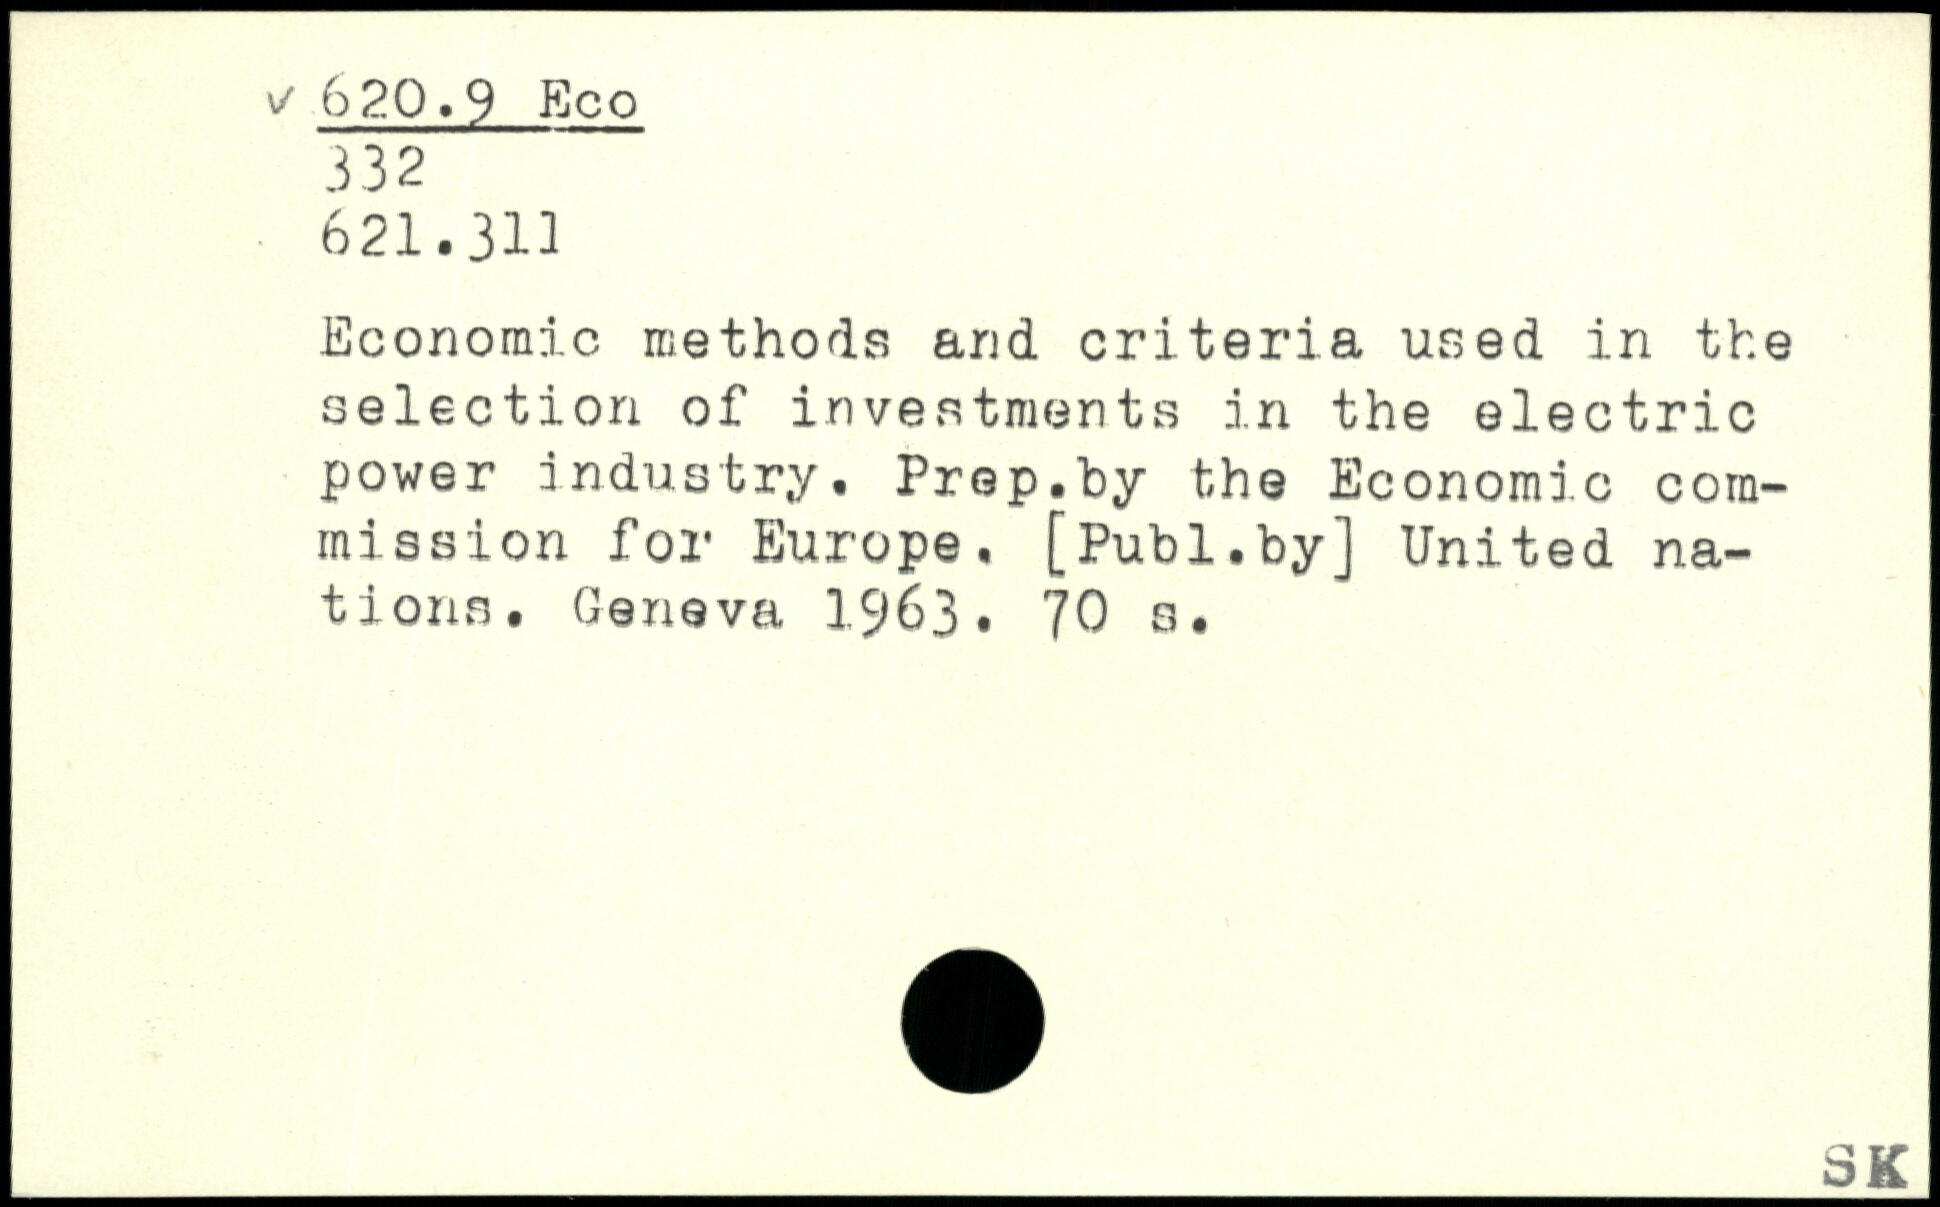 v 620.9 Eco
332
621.311
Economic methods and criteria used in the
selection of investments in the electric
power industry. Prep.by the Economic com-
mission for Europe. [Publ.by] United na-
tions. Geneva 1963. 70 s.
SK